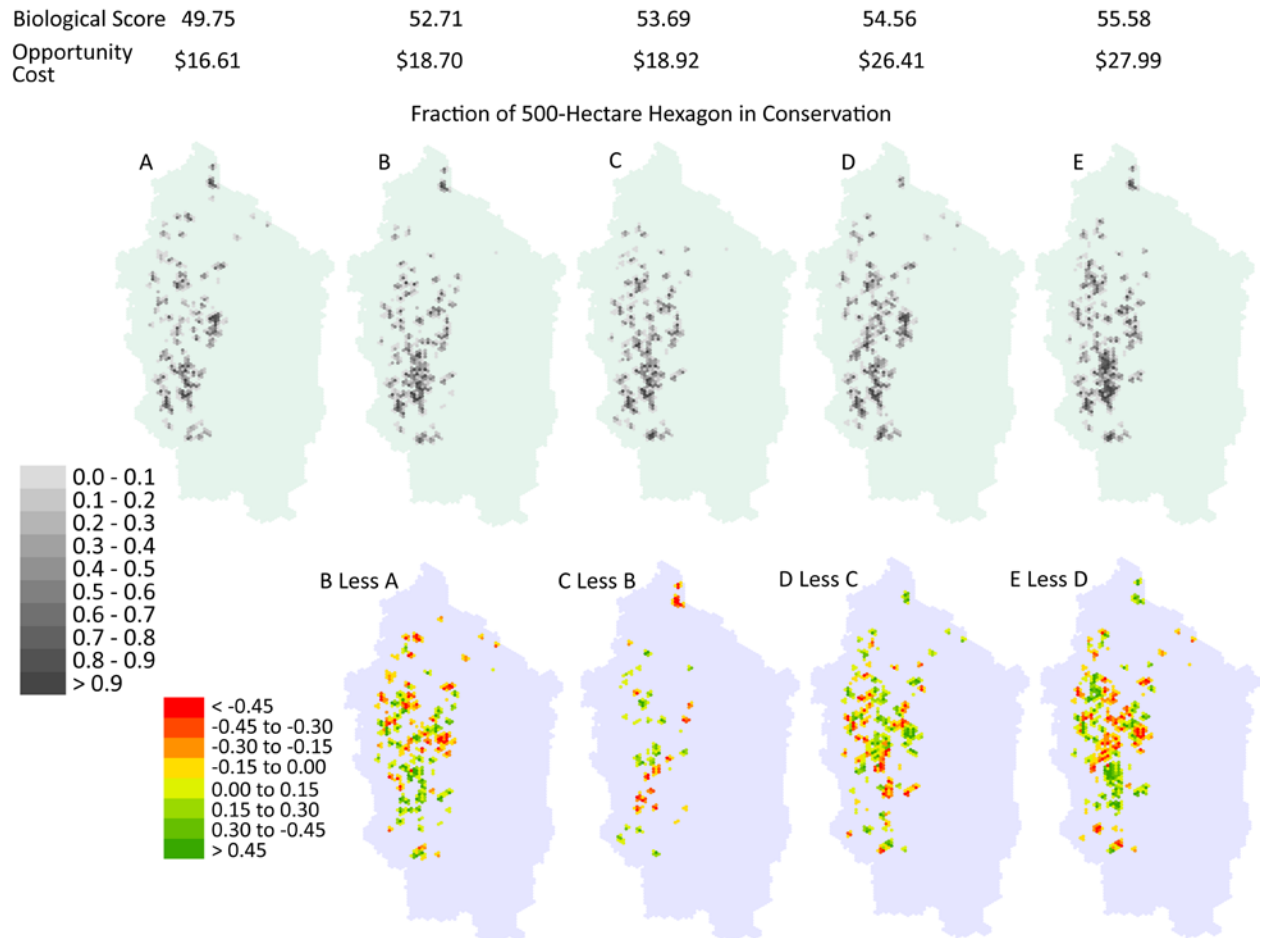 Biological Score 49.75 52.71 53.69 54.56 55.58
Opportunity
Cost
$16.61 $18.70 $18.92 $26.41 $27.99
Fraction of 500-Hectare Hexagon in Conservation
A B C D E
0.0 - 0.1
0.1 - 0.2
0.2 - 0.3
0.3 - 0.4
0.4 - 0.5
0.5 - 0.6
0.6 - 0.7
0.7 - 0.8
0.8 - 0.9
> 0.9
B Less A C Less B D Less C E Less D
< -0.45
-0.45 to -0.30
-0.30 to -0.15
-0.15 to 0.00
0.00 to 0.15
0.15 to 0.30
0.30 to -0.45
> 0.45